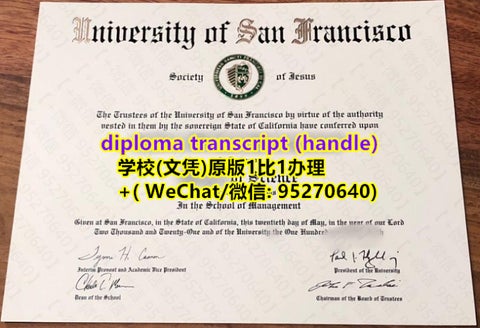 University of San Francisco
Society of Jesus
The Trustees of the University of San Francisco by virtue of the authority
vested in them by the sovereign State of California have conferred upon
diploma transcript (handle)
学校(文凭)原版1比1办理
of Science
+( WeChat/微信: 95270640)
In the School of Management
Given at San Francisco, in the State of California, this twentieth day of May, in the year of our Lord
Two Thousand and Twenty-One and of the University the One Hundred
Interim Provost and Academic Vice President
President of the University
Dean of the School
Chairman of the Board of Trustees